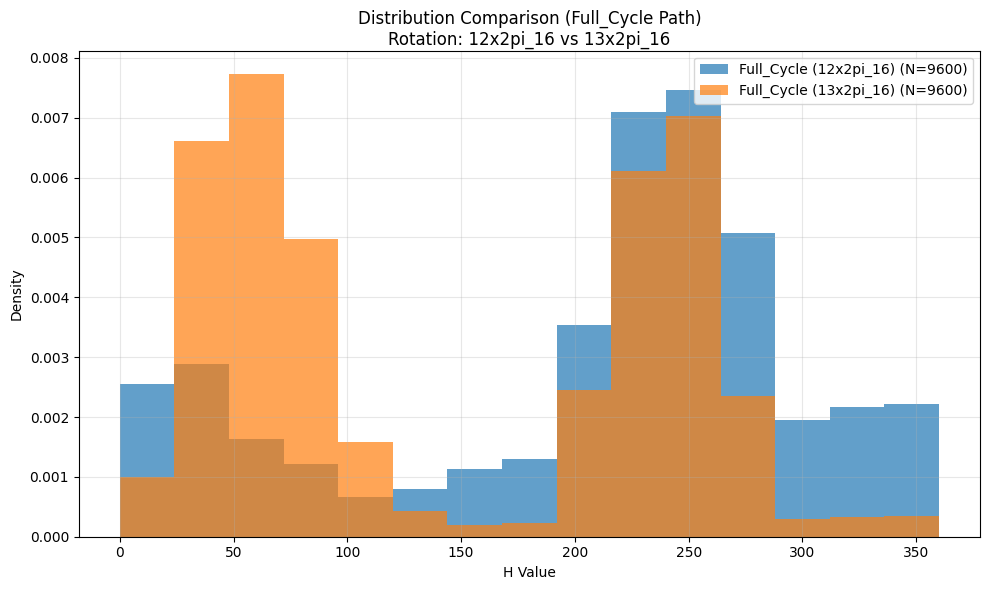 Distribution Comparison (Full_Cycle Path)
Rotation: 12x2pi_16 vs 13x2pi_16
Full_Cycle (12x2pi_16) (N=9600)
Full_Cycle (13x2pi_16) (N=9600)
Density
0.008
0.007
0.006
0.005
0.004
0.003
0.002
0.001
0.000
0 50 100 150 200 250 300 350
H Value